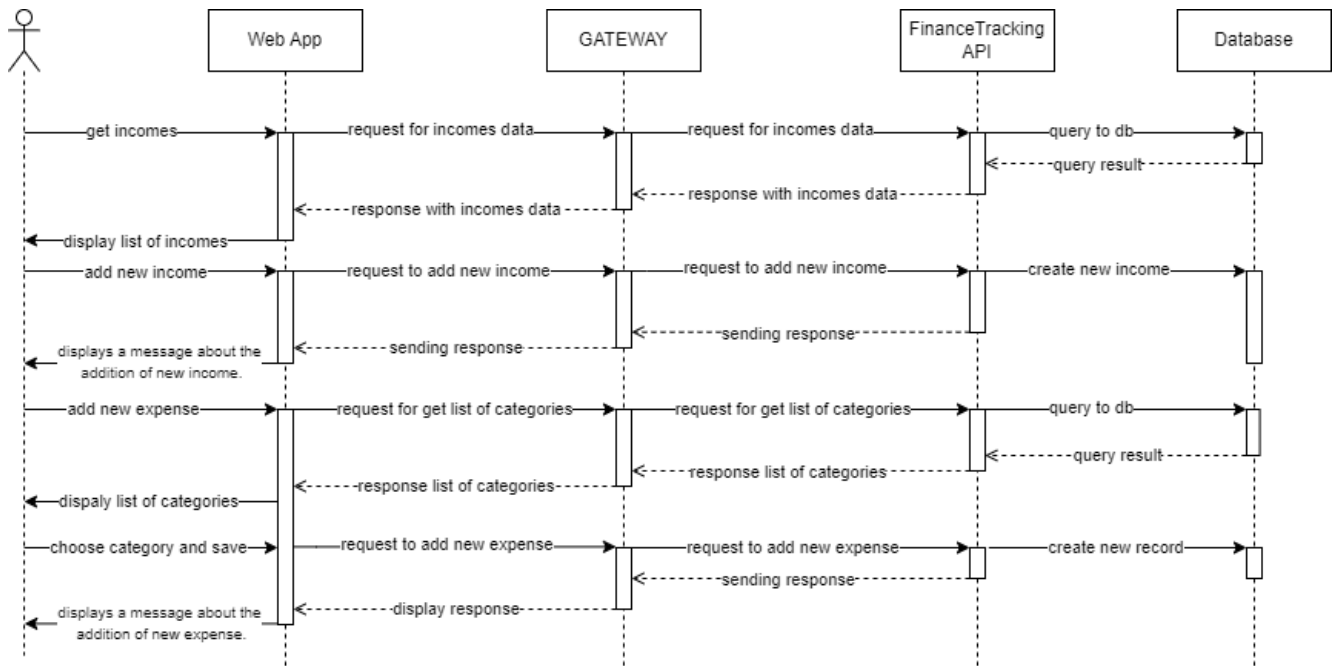 Web App
GATEWAY
FinanceTracking
API
Database
get incomes
request for incomes data
request for incomes data
query to db
query result
response with incomes data
response with incomes data
display list of incomes
add new income
request to add new income
request to add new income
create new income
sending response
sending response
displays a message about the
addition of new income.
add new expense
request for get list of categories
request for get list of categories
query to db
query result
response list of categories
response list of categories
dispaly list of categories
choose category and save
request to add new expense
request to add new expense
create new record
sending response
display response
displays a message about the
addition of new expense.